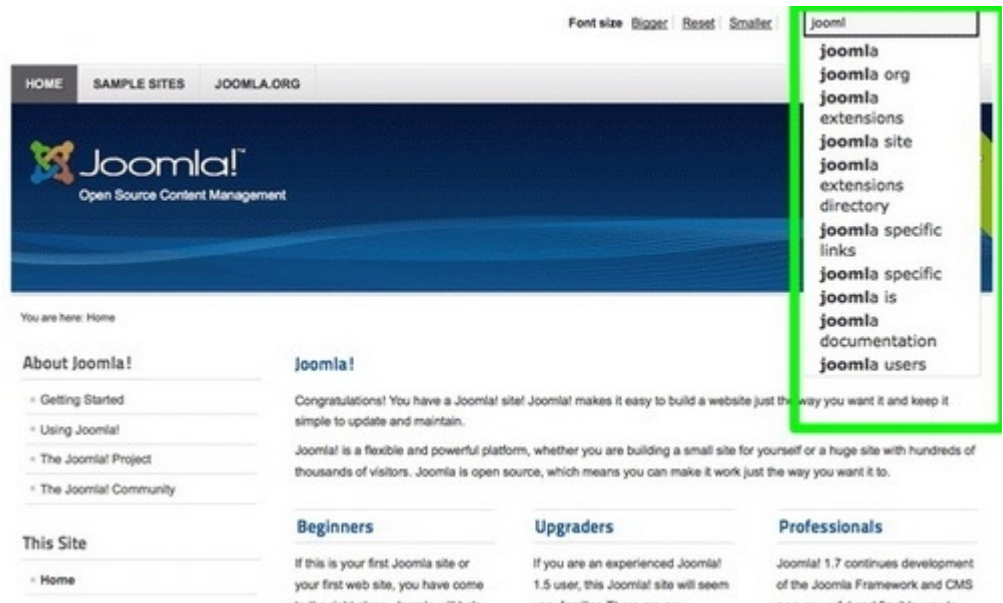 Font size Bigger Reset Smaller
jooml
joomla
joomla org
joomla
extensions
joomla site
joomla
extensions
directory
joomla specific
links
joomla specific
joomla is
joomla
documentation
joomla users
HOME SAMPLE SITES JOOMLA.ORG
Joomla!™
Open Source Content Management
You are here: Home
About Joomla!
Getting Started
Using Joomla!
The Joomla! Project
The Joomla! Community
This Site
Home
Joomla!
Congratulations! You have a Joomla! site! Joomla! makes it easy to build a website just the way you want it and keep it
simple to update and maintain.
Joomla! is a flexible and powerful platform, whether you are building a small site for yourself or a huge site with hundreds of
thousands of visitors. Joomla is open source, which means you can make it work just the way you want it to.
Beginners
If this is your first Joomla site or
your first web site, you have come
Upgraders
If you are an experienced Joomla!
1.5 user, this Joomla! site will seem
Professionals
Joomla! 1.7 continues development
of the Joomla Framework and CMS